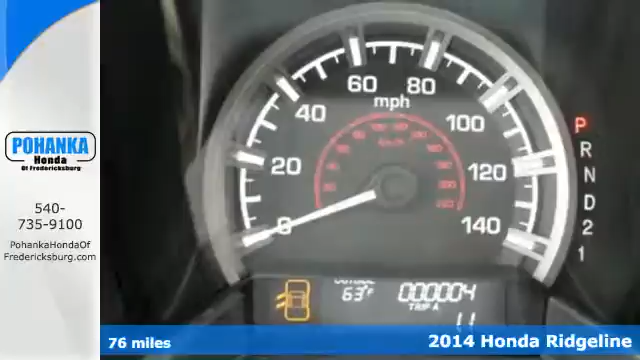 POHANKA
Honda
Of Fredericksburg
540-
735-9100
PohankaHondaOf
Fredericksburg.com
0
20
40
60
80
100
120
140
mph
km/h
P
R
N
D
2
1
63°F
000004
TRIP A
76 miles
2014 Honda Ridgeline